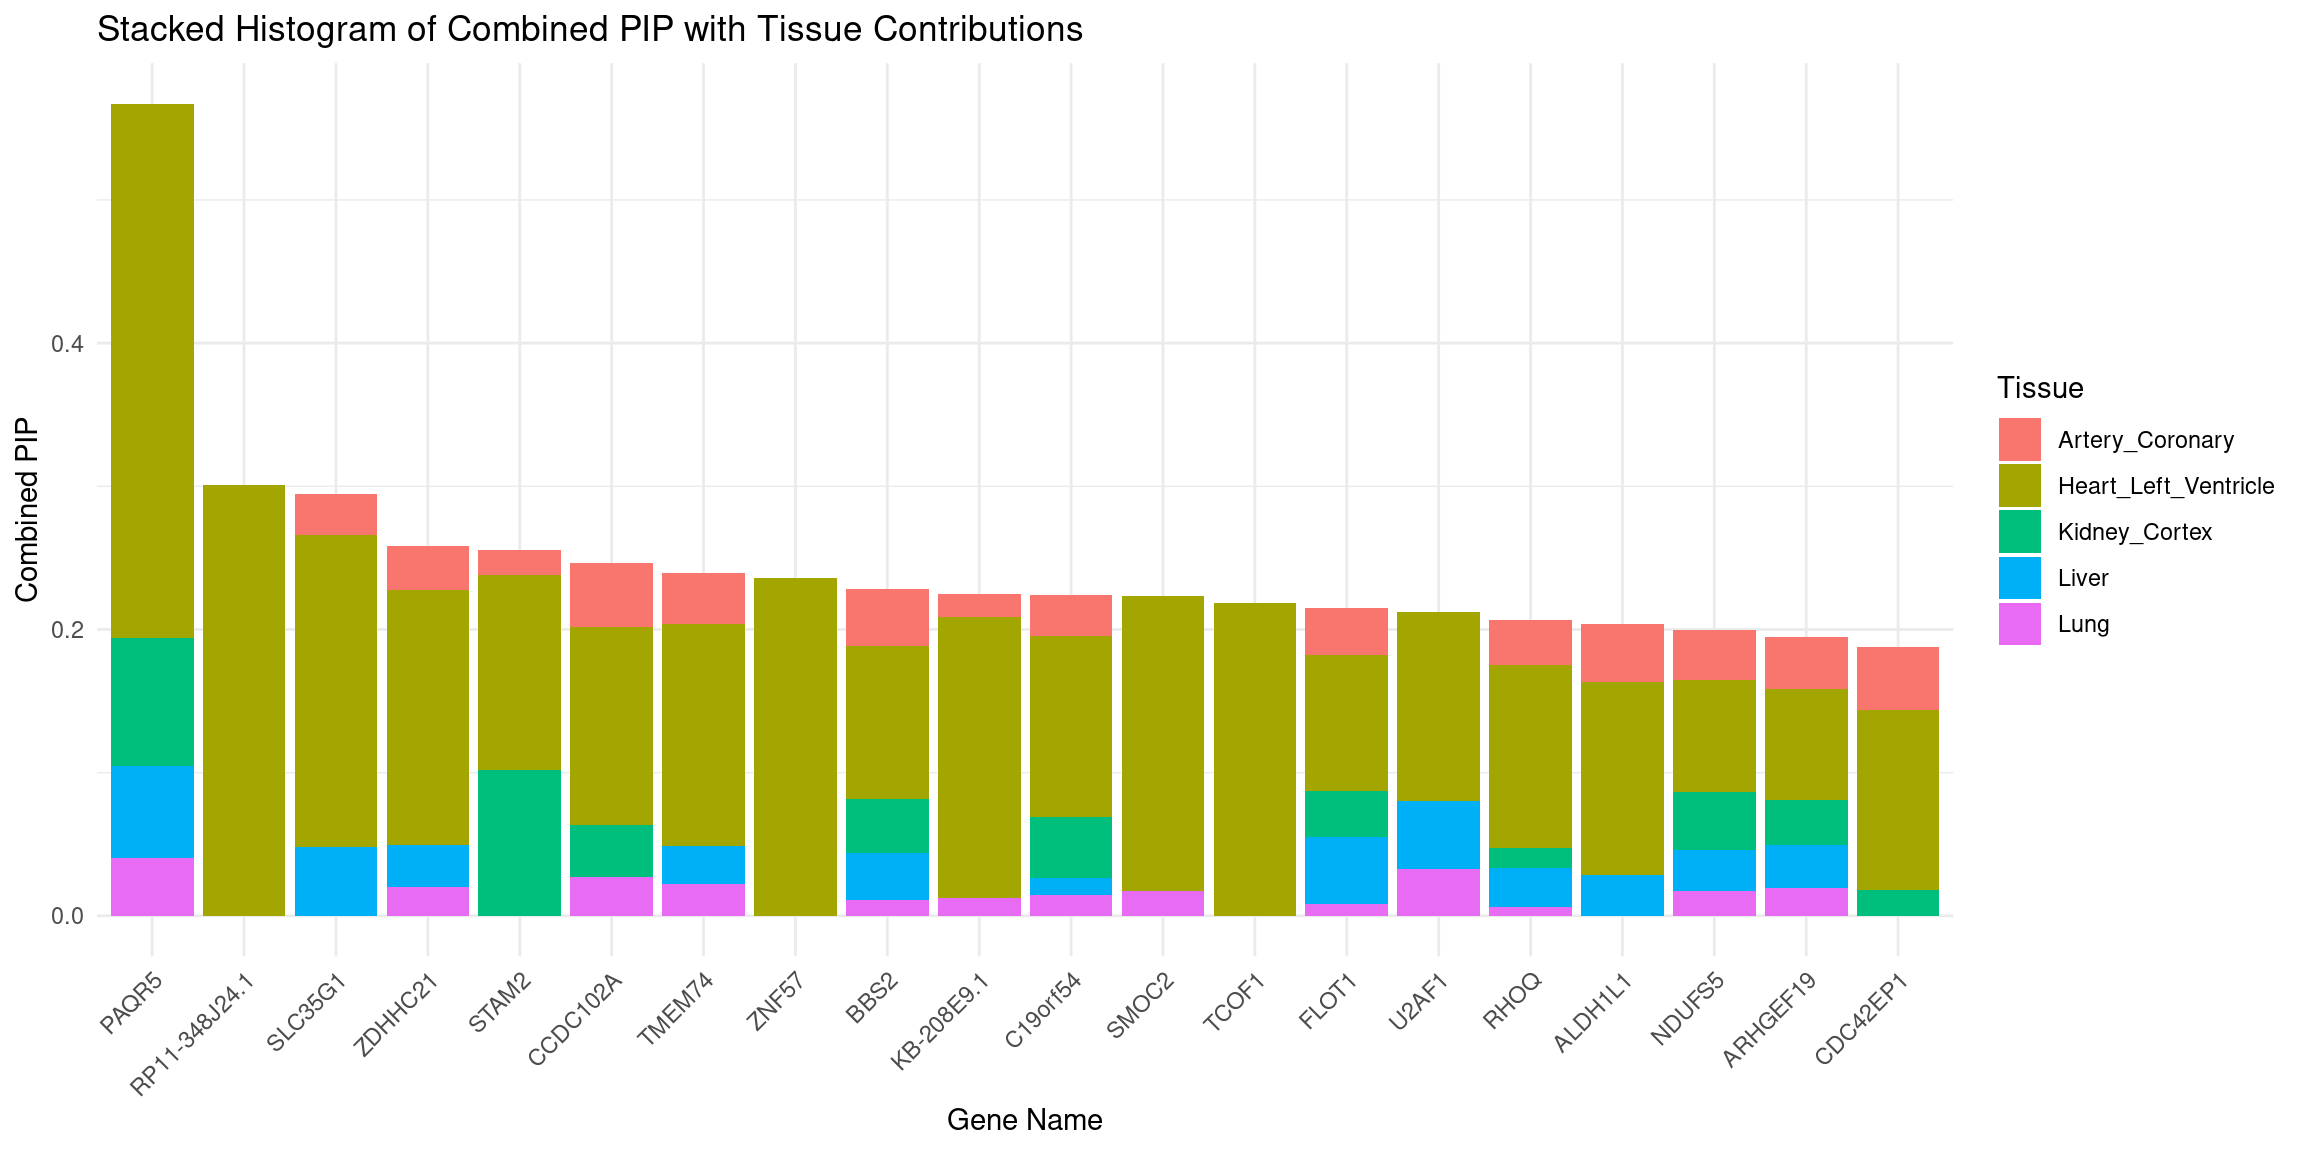 Stacked Histogram of Combined PIP with Tissue Contributions
Combined PIP
0.4
0.2
0.0
PAQR5
RP11-348J24.1
SLC35G1
ZDHHC21
STAM2
CCDC102A
TMEM74
ZNF57
BBS2
KB-208E9.1
C19orf54
SMOC2
TCOF1
FLOT1
U2AF1
RHOQ
ALDH1L1
NDUFS5
ARHGEF19
CDC42EP1
Gene Name
Tissue
Artery_Coronary
Heart_Left_Ventricle
Kidney_Cortex
Liver
Lung